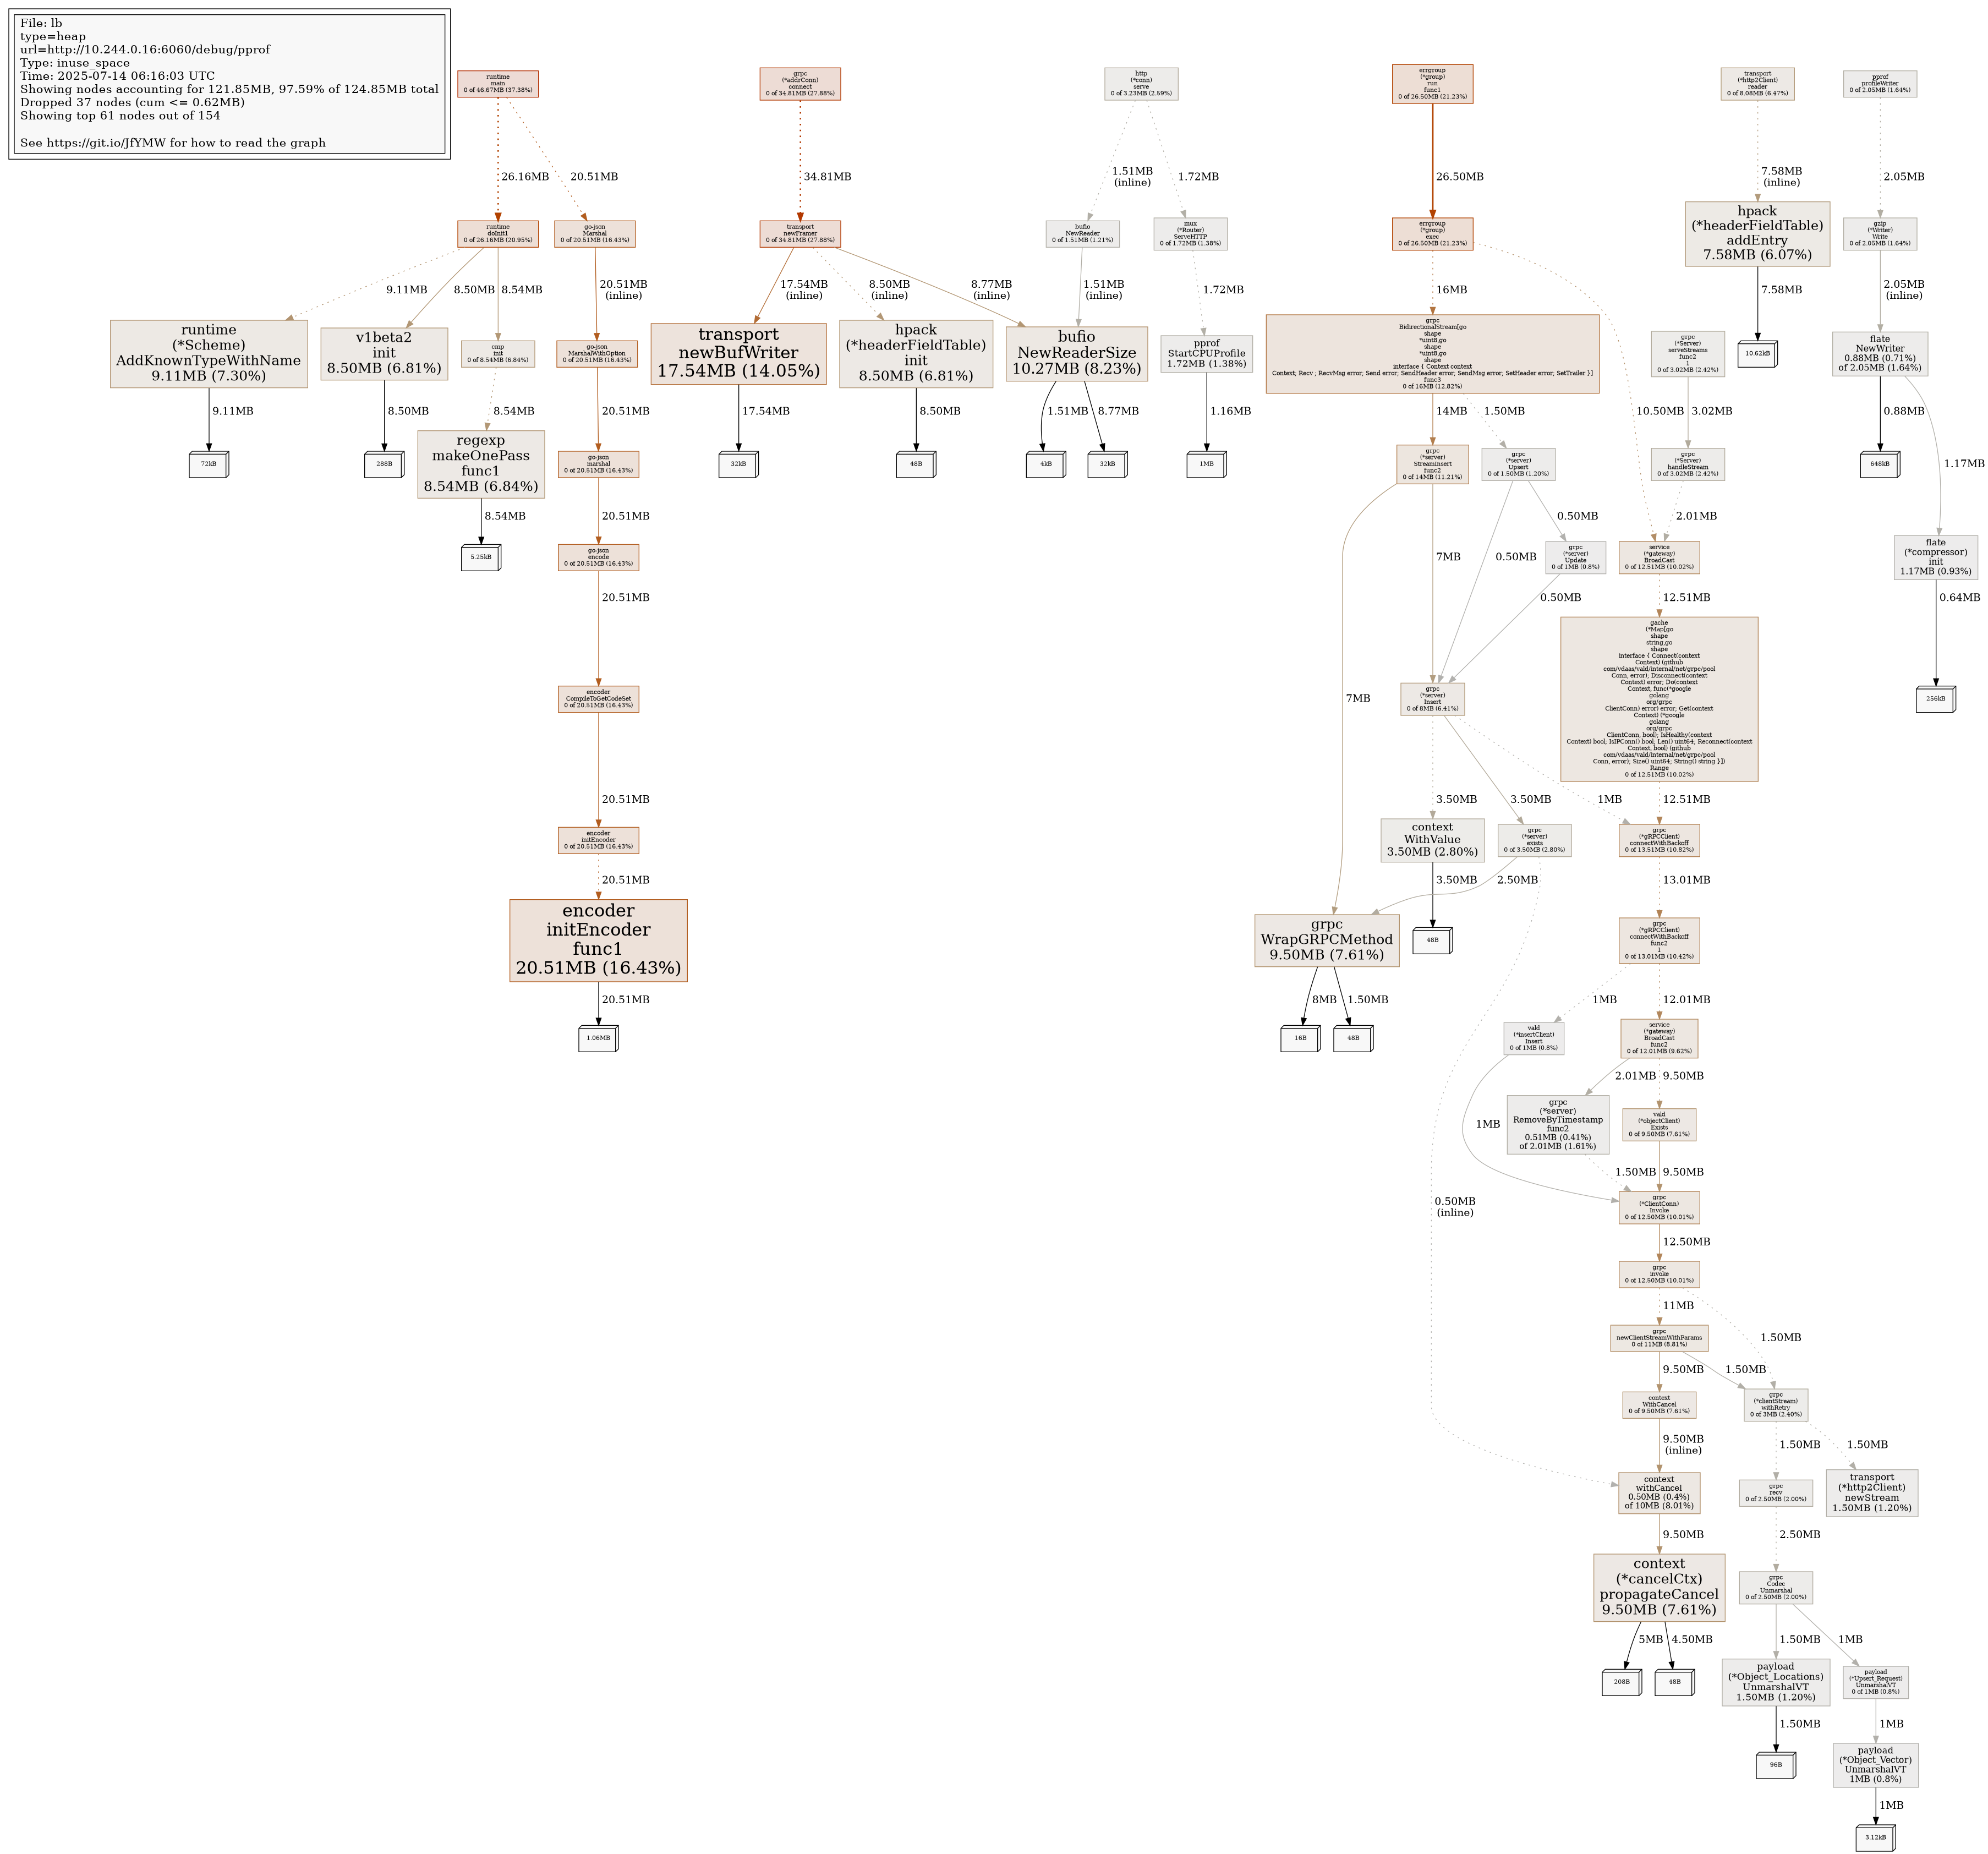 File: lb
type=heap
url=http://10.244.0.16:6060/debug/pprof
Type: inuse_space
Time: 2025-07-14 06:16:03 UTC
Showing nodes accounting for 121.85MB, 97.59% of 124.85MB total
Dropped 37 nodes (cum <= 0.62MB)
Showing top 61 nodes out of 154
See https://git.io/JfYMW for how to read the graph
runtime
main
0 of 46.67MB (37.38%)
26.16MB
20.51MB
runtime
doInit1
0 of 26.16MB (20.95%)
go-json
Marshal
0 of 20.51MB (16.43%)
9.11MB
8.50MB
8.54MB
20.51MB
(inline)
runtime
(*Scheme)
AddKnownTypeWithName
9.11MB (7.30%)
v1beta2
init
8.50MB (6.81%)
cmp
init
0 of 8.54MB (6.84%)
go-json
MarshalWithOption
0 of 20.51MB (16.43%)
9.11MB
8.50MB
8.54MB
20.51MB
72kB
288B
regexp
makeOnePass
func1
8.54MB (6.84%)
8.54MB
5.25kB
go-json
marshal
0 of 20.51MB (16.43%)
20.51MB
go-json
encode
0 of 20.51MB (16.43%)
20.51MB
encoder
CompileToGetCodeSet
0 of 20.51MB (16.43%)
20.51MB
encoder
initEncoder
0 of 20.51MB (16.43%)
20.51MB
encoder
initEncoder
func1
20.51MB (16.43%)
20.51MB
1.06MB
grpc
(*addrConn)
connect
0 of 34.81MB (27.88%)
34.81MB
transport
newFramer
0 of 34.81MB (27.88%)
17.54MB
(inline)
8.50MB
(inline)
8.77MB
(inline)
transport
newBufWriter
17.54MB (14.05%)
17.54MB
32kB
hpack
(*headerFieldTable)
init
8.50MB (6.81%)
8.50MB
48B
http
(*conn)
serve
0 of 3.23MB (2.59%)
1.51MB
(inline)
1.72MB
bufio
NewReader
0 of 1.51MB (1.21%)
1.51MB
(inline)
bufio
NewReaderSize
10.27MB (8.23%)
1.51MB
8.77MB
4kB
32kB
mux
(*Router)
ServeHTTP
0 of 1.72MB (1.38%)
1.72MB
pprof
StartCPUProfile
1.72MB (1.38%)
1.16MB
1MB
errgroup
(*group)
run
func1
0 of 26.50MB (21.23%)
26.50MB
errgroup
(*group)
exec
0 of 26.50MB (21.23%)
16MB
10.50MB
grpc
BidirectionalStream[go
shape
*uint8,go
shape
*uint8,go
shape
interface { Context context
Context; Recv ; RecvMsg error; Send error; SendHeader error; SendMsg error; SetHeader error; SetTrailer }]
func3
0 of 16MB (12.82%)
14MB
1.50MB
grpc
(*server)
StreamInsert
func2
0 of 14MB (11.21%)
grpc
(*server)
Upsert
0 of 1.50MB (1.20%)
7MB
7MB
0.50MB
0.50MB
grpc
(*server)
Update
0 of 1MB (0.8%)
0.50MB
grpc
(*server)
Insert
0 of 8MB (6.41%)
3.50MB
3.50MB
1MB
context
WithValue
3.50MB (2.80%)
3.50MB
48B
grpc
(*server)
exists
0 of 3.50MB (2.80%)
2.50MB
0.50MB
(inline)
grpc
WrapGRPCMethod
9.50MB (7.61%)
8MB
1.50MB
16B
48B
transport
(*http2Client)
reader
0 of 8.08MB (6.47%)
7.58MB
(inline)
hpack
(*headerFieldTable)
addEntry
7.58MB (6.07%)
7.58MB
10.62kB
grpc
(*Server)
serveStreams
func2
1
0 of 3.02MB (2.42%)
3.02MB
grpc
(*Server)
handleStream
0 of 3.02MB (2.42%)
2.01MB
service
(*gateway)
BroadCast
0 of 12.51MB (10.02%)
12.51MB
gache
(*Map[go
shape
string,go
shape
interface { Connect(context
Context) (github
com/vdaas/vald/internal/net/grpc/pool
Conn, error); Disconnect(context
Context) error; Do(context
Context, func(*google
golang
org/grpc
ClientConn) error) error; Get(context
Context) (*google
golang
org/grpc
ClientConn, bool); IsHealthy(context
Context) bool; IsIPConn() bool; Len() uint64; Reconnect(context
Context, bool) (github
com/vdaas/vald/internal/net/grpc/pool
Conn, error); Size() uint64; String() string }])
Range
0 of 12.51MB (10.02%)
12.51MB
grpc
(*gRPCClient)
connectWithBackoff
0 of 13.51MB (10.82%)
13.01MB
grpc
(*gRPCClient)
connectWithBackoff
func2
1
0 of 13.01MB (10.42%)
1MB
12.01MB
vald
(*insertClient)
Insert
0 of 1MB (0.8%)
1MB
service
(*gateway)
BroadCast
func2
0 of 12.01MB (9.62%)
2.01MB
9.50MB
grpc
(*server)
RemoveByTimestamp
func2
0.51MB (0.41%)
of 2.01MB (1.61%)
1.50MB
vald
(*objectClient)
Exists
0 of 9.50MB (7.61%)
9.50MB
grpc
(*ClientConn)
Invoke
0 of 12.50MB (10.01%)
12.50MB
grpc
invoke
0 of 12.50MB (10.01%)
11MB
1.50MB
grpc
newClientStreamWithParams
0 of 11MB (8.81%)
9.50MB
1.50MB
context
WithCancel
0 of 9.50MB (7.61%)
9.50MB
(inline)
context
withCancel
0.50MB (0.4%)
of 10MB (8.01%)
9.50MB
context
(*cancelCtx)
propagateCancel
9.50MB (7.61%)
5MB
4.50MB
208B
48B
grpc
(*clientStream)
withRetry
0 of 3MB (2.40%)
1.50MB
1.50MB
grpc
recv
0 of 2.50MB (2.00%)
2.50MB
transport
(*http2Client)
newStream
1.50MB (1.20%)
grpc
Codec
Unmarshal
0 of 2.50MB (2.00%)
1.50MB
1MB
payload
(*Object_Locations)
UnmarshalVT
1.50MB (1.20%)
1.50MB
96B
payload
(*Upsert_Request)
UnmarshalVT
0 of 1MB (0.8%)
1MB
payload
(*Object_Vector)
UnmarshalVT
1MB (0.8%)
1MB
3.12kB
pprof
profileWriter
0 of 2.05MB (1.64%)
2.05MB
gzip
(*Writer)
Write
0 of 2.05MB (1.64%)
2.05MB
(inline)
flate
NewWriter
0.88MB (0.71%)
of 2.05MB (1.64%)
0.88MB
1.17MB
648kB
flate
(*compressor)
init
1.17MB (0.93%)
0.64MB
256kB